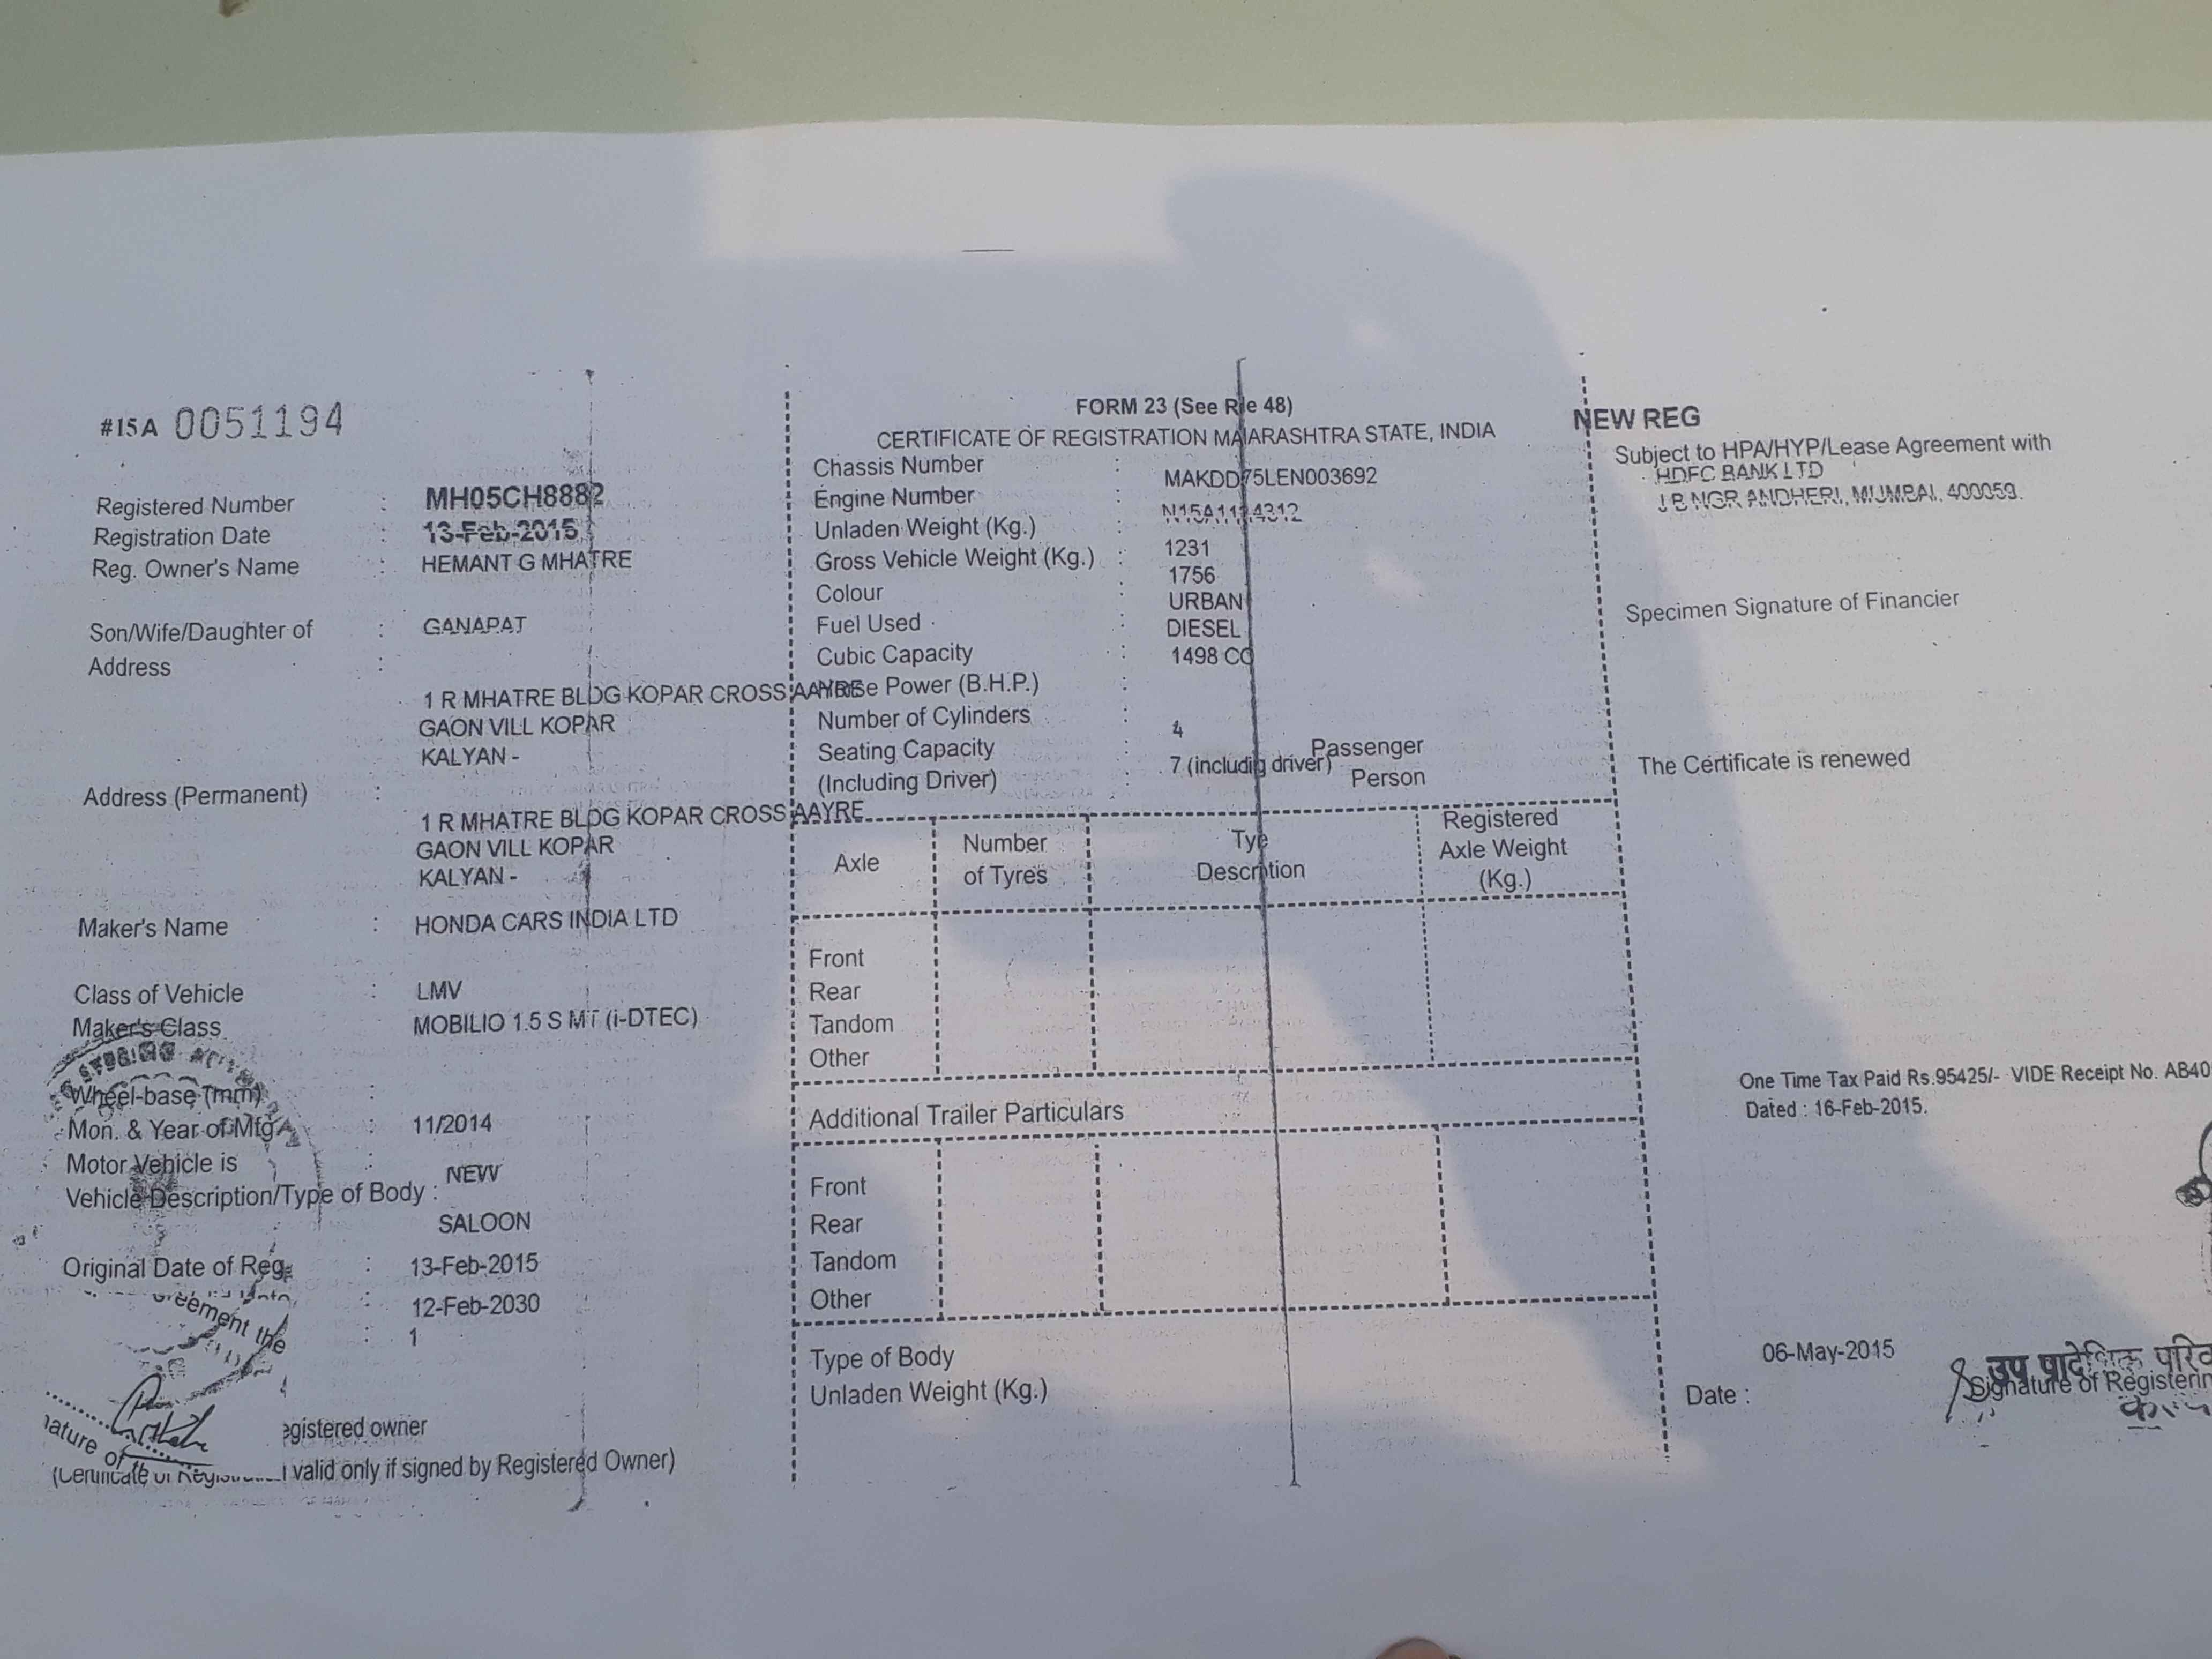 #15A 0051194
Registered Number : MH05CH8882
Registration Date : 13-Feb-2015
Reg. Owner's Name : HEMANT G MHATRE
Son/Wife/Daughter of : GANAPAT
Address :
1 R MHATRE BLDG KOPAR CROSS AAYRE
GAON VILL KOPAR
KALYAN -
Address (Permanent) :
1 R MHATRE BLDG KOPAR CROSS AAYRE
GAON VILL KOPAR
KALYAN -
Maker's Name : HONDA CARS INDIA LTD
Class of Vehicle : LMV
Maker's Class MOBILIO 1.5 S MT (i-DTEC)
Wheel-base (mm) :
Mon. & Year of Mfg : 11/2014
Motor Vehicle is : NEW
Vehicle Description/Type of Body :
SALOON
Original Date of Reg. : 13-Feb-2015
: 12-Feb-2030
: 1
reement the
nature of
egistered owner
(Certificate of valid only if signed by Registered Owner)
FORM 23 (See R le 48)
CERTIFICATE OF REGISTRATION MAHARASHTRA STATE, INDIA
Chassis Number : MAKDD75LEN003692
Engine Number :
Unladen Weight (Kg.) : 1231
Gross Vehicle Weight (Kg.) : 1756
Colour : URBAN
Fuel Used : DIESEL
Cubic Capacity : 1498 CC
Horse Power (B.H.P.) :
Number of Cylinders : 4
Seating Capacity : Passenger
(Including Driver) : 7 (including driver) Person
Axle
Number
of Tyres
Tye
Description
Registered
Axle Weight
(Kg.)
Front
Rear
Tandom
Other
Additional Trailer Particulars
Front
Rear
Tandom
Other
Type of Body
Unladen Weight (Kg.)
NEW REG
Subject to HPA/HYP/Lease Agreement with
HDFC BANK LTD
J B NGR ANDHERI, MUMBAI, 400059.
Specimen Signature of Financier
The Certificate is renewed
One Time Tax Paid Rs.95425/- VIDE Receipt No. AB40
Dated : 16-Feb-2015.
06-May-2015
Date :
उप प्रादेशिक परिव
Signature of Registerin